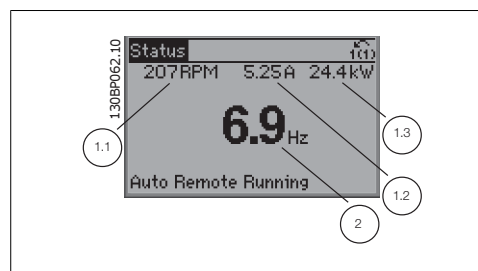 130BP062.10
Status
1(1)
207RPM 5.25A 24.4kW
6.9Hz
Auto Remote Running
1.1
1.3
1.2
2